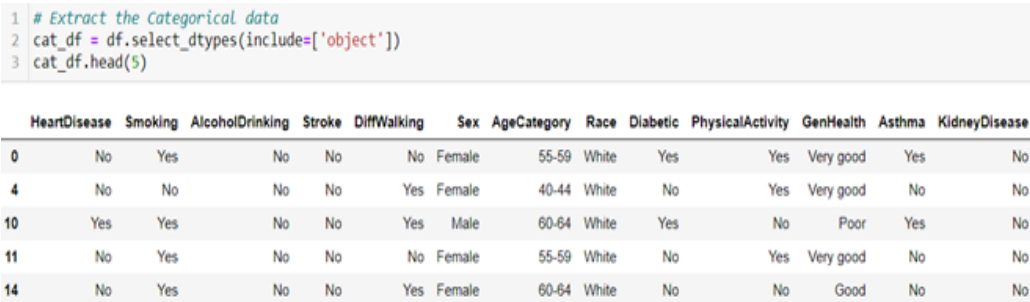 1 # Extract the Categorical data
2 cat_df = df.select_dtypes(include=['object'])
3 cat_df.head(5)
HeartDisease Smoking AlcoholDrinking Stroke DiffWalking Sex AgeCategory Race Diabetic PhysicalActivity GenHealth Asthma KidneyDisease
0 No Yes No No No Female 55-59 White Yes Yes Very good Yes No
4 No No No No Yes Female 40-44 White No Yes Very good No No
10 Yes Yes No No Yes Male 60-64 White Yes No Poor Yes No
11 No Yes No No No Female 55-59 White No Yes Very good No No
14 No Yes No No Yes Female 60-64 White No No Good No No